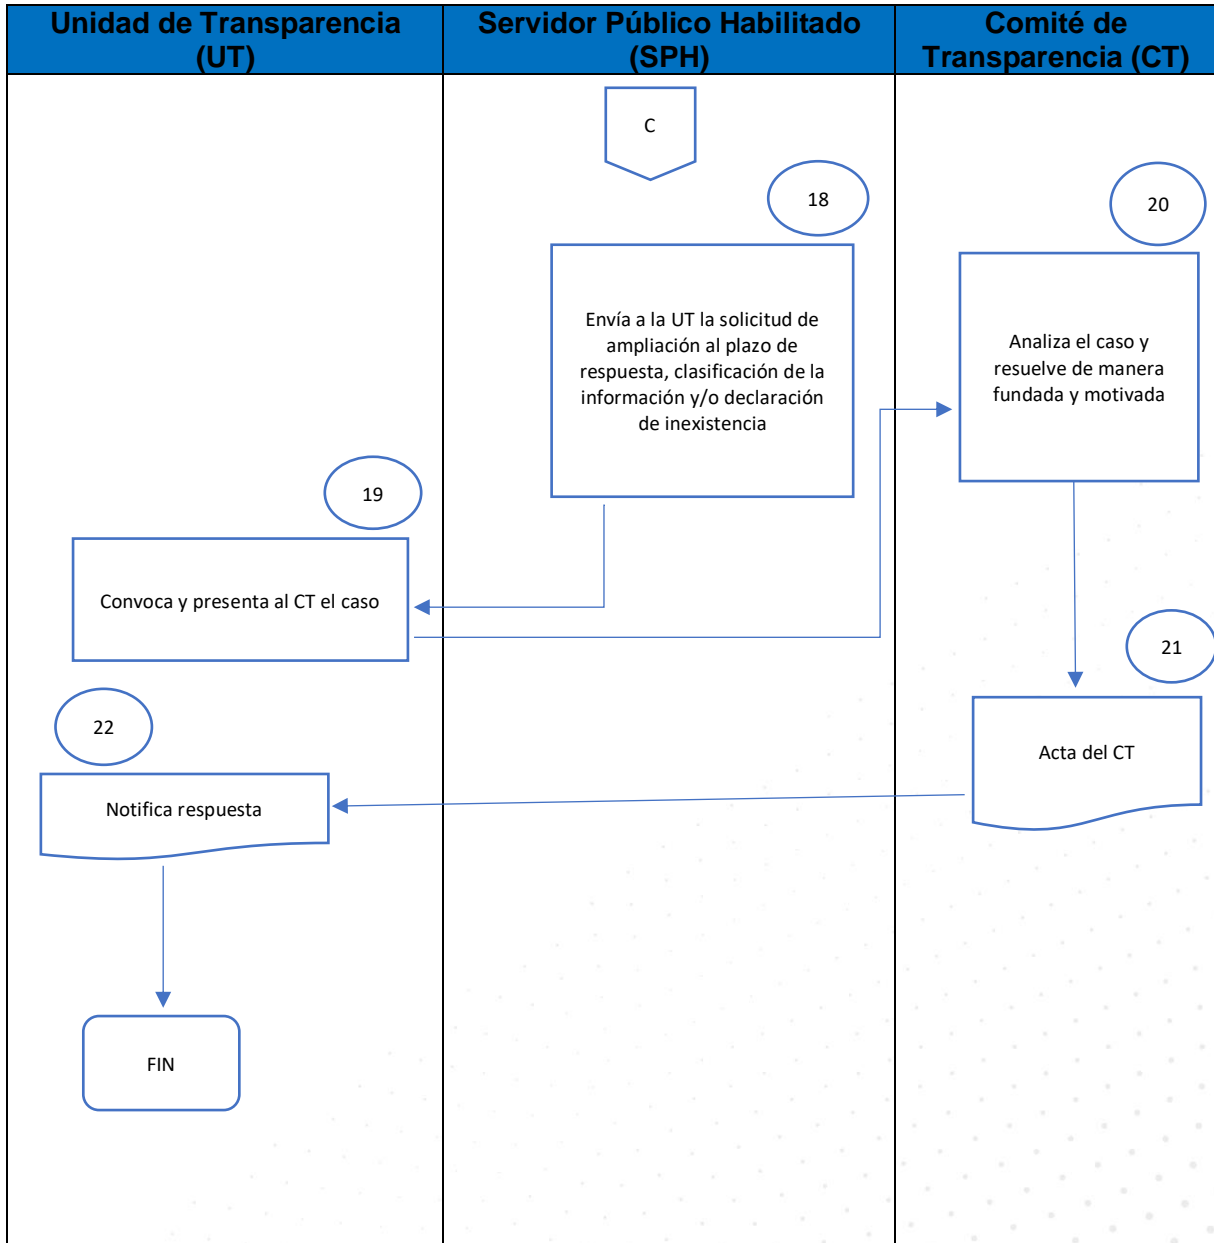 Unidad de Transparencia
(UT)
Servidor Público Habilitado
(SPH)
Comité de
Transparencia (CT)
C
18
20
Envía a la UT la solicitud de
ampliación al plazo de
respuesta, clasificación de la
información y/o declaración
de inexistencia
Analiza el caso y
resuelve de manera
fundada y motivada
19
Convoca y presenta al CT el caso
21
22
Acta del CT
Notifica respuesta
FIN